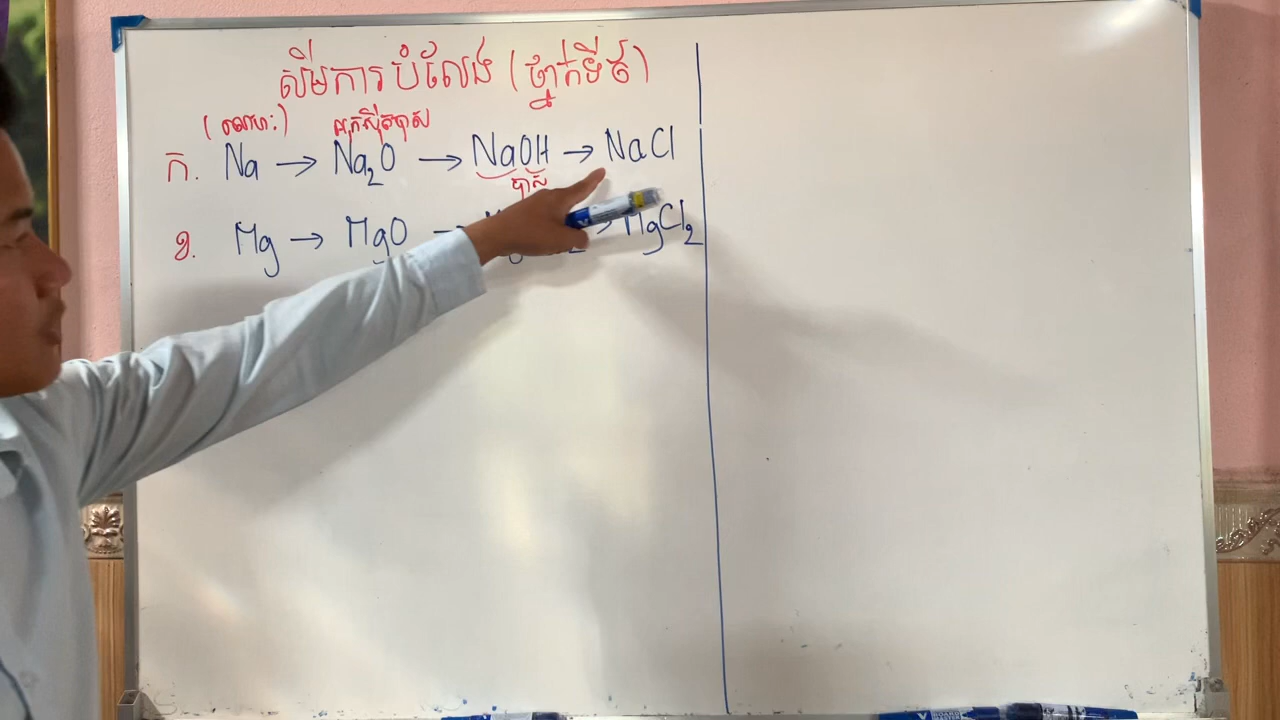 សមីការបំលែង (ថ្នាក់ទី៩)
(លោហៈ) អុកស៊ីតបាស
ក. Na → Na₂O → NaOH → NaCl
បាស
ខ. Mg → MgO → MgCl₂